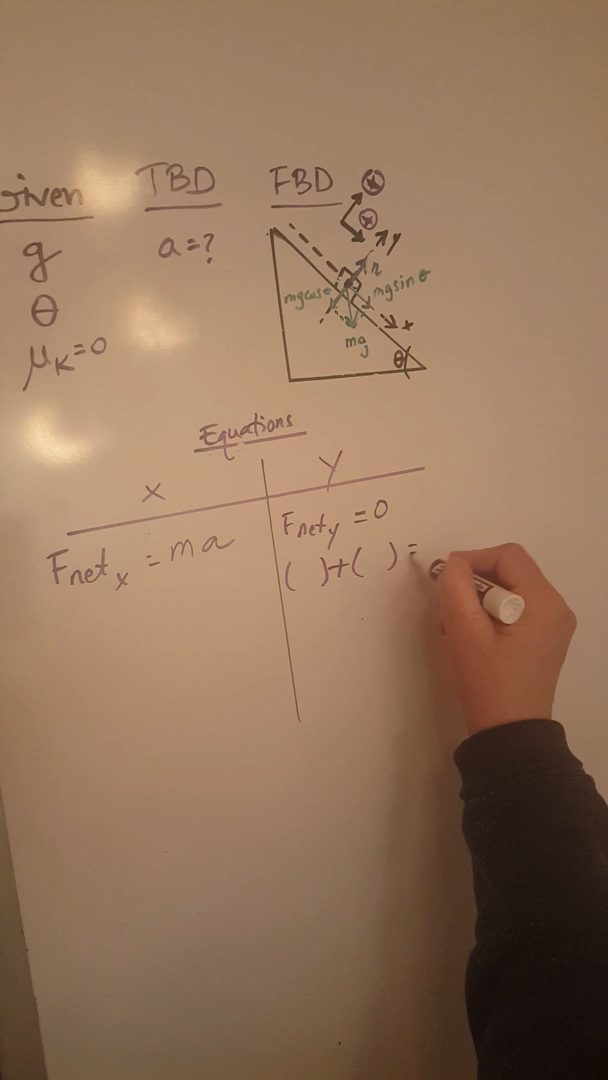 Given TBD FBD
g
θ
μK=0
a=?
y
n
mgcosθ
mgsinθ
x
mg
θ
Equations
x y
Fnetx = ma
Fnety = 0
( )+( ) =